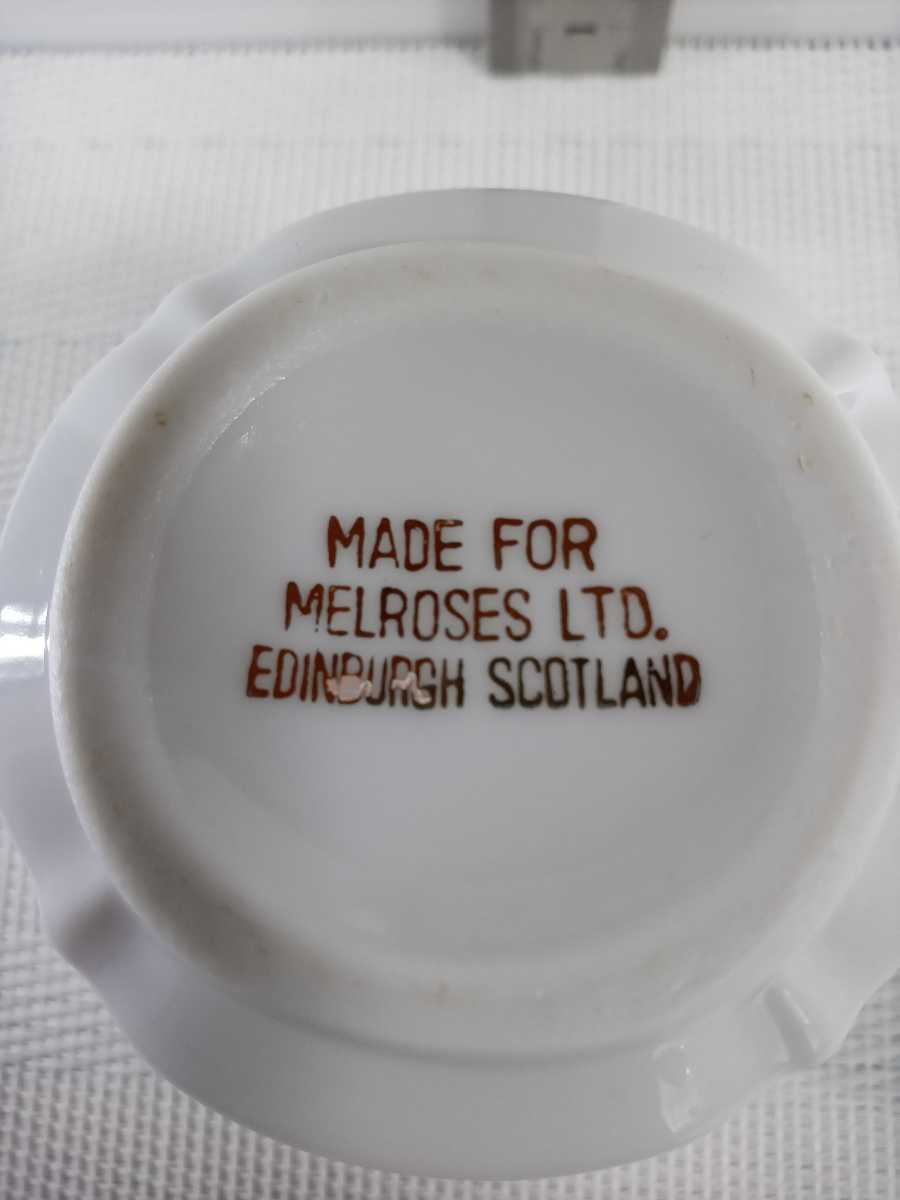 MADE FOR
MELROSES LTD.
EDINBURGH SCOTLAND